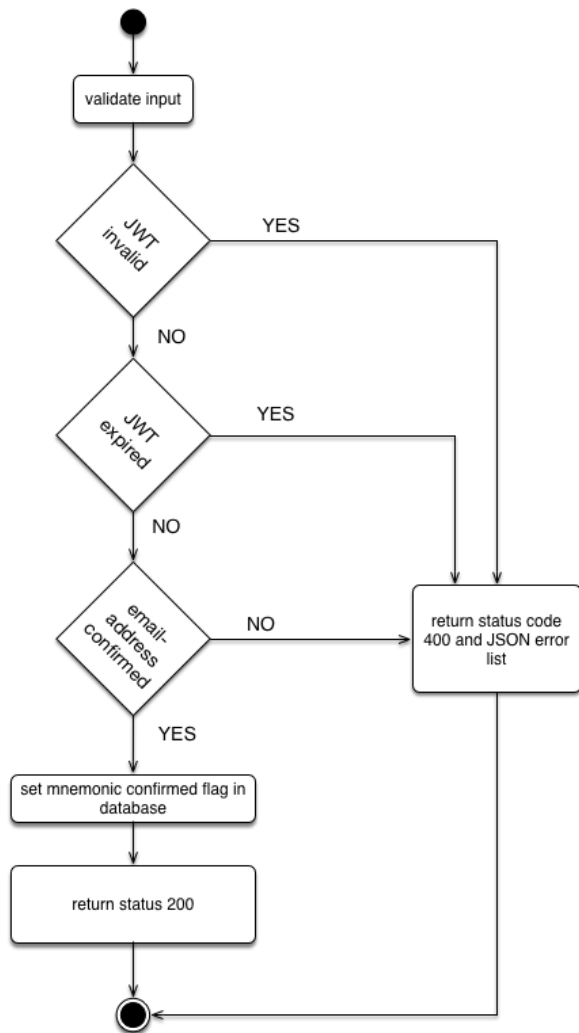 validate input
JWT
invalid
YES
NO
JWT
expired
YES
NO
email-
address
confirmed
NO
return status code
400 and JSON error
list
YES
set mnemonic confirmed flag in
database
return status 200